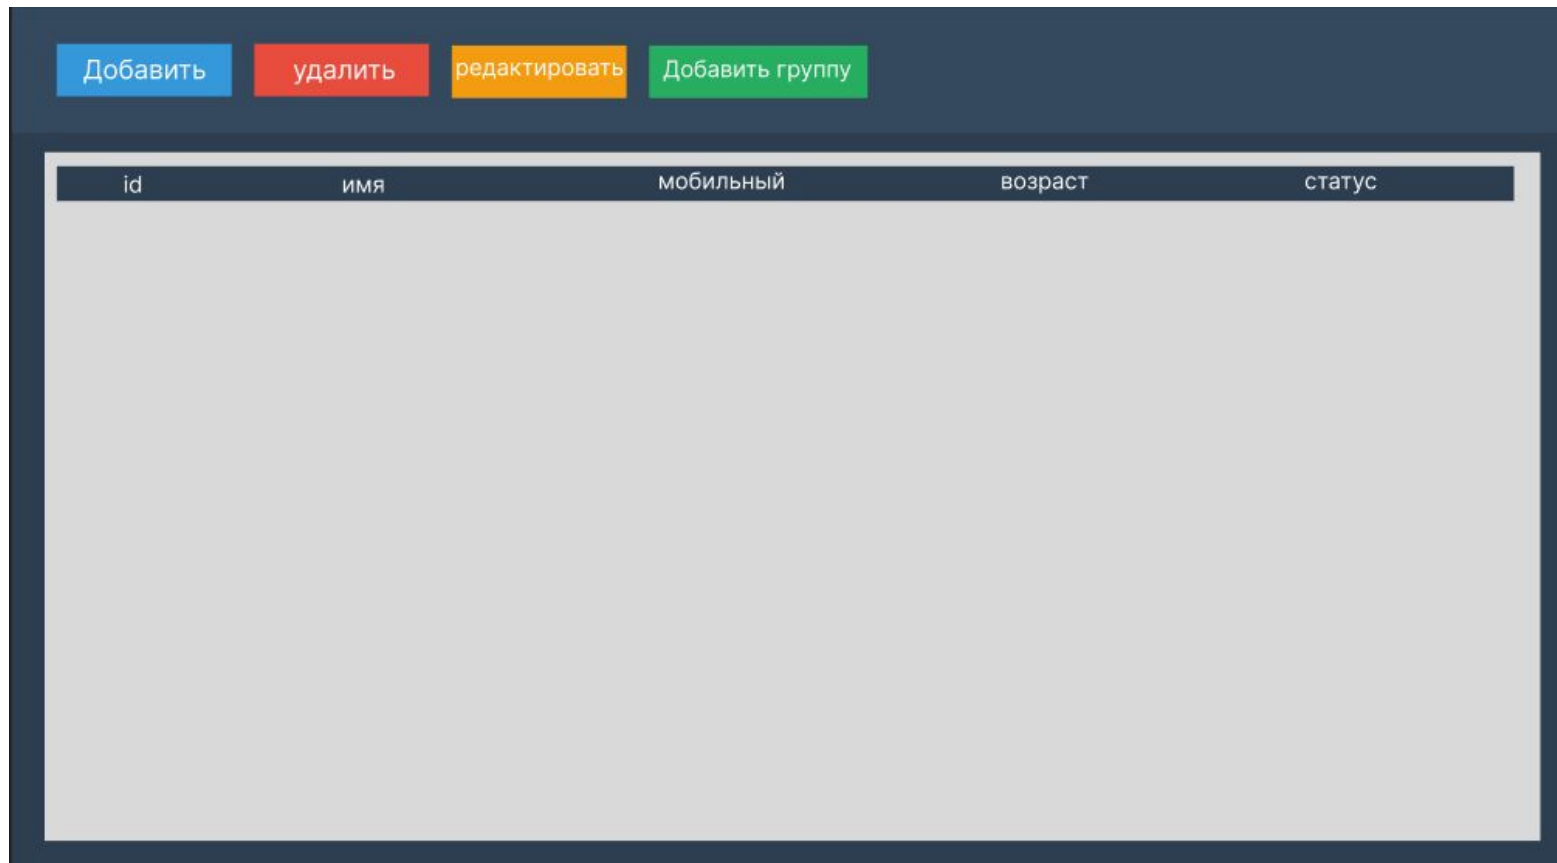 Добавить удалить редактировать Добавить группу
id имя мобильный возраст статус